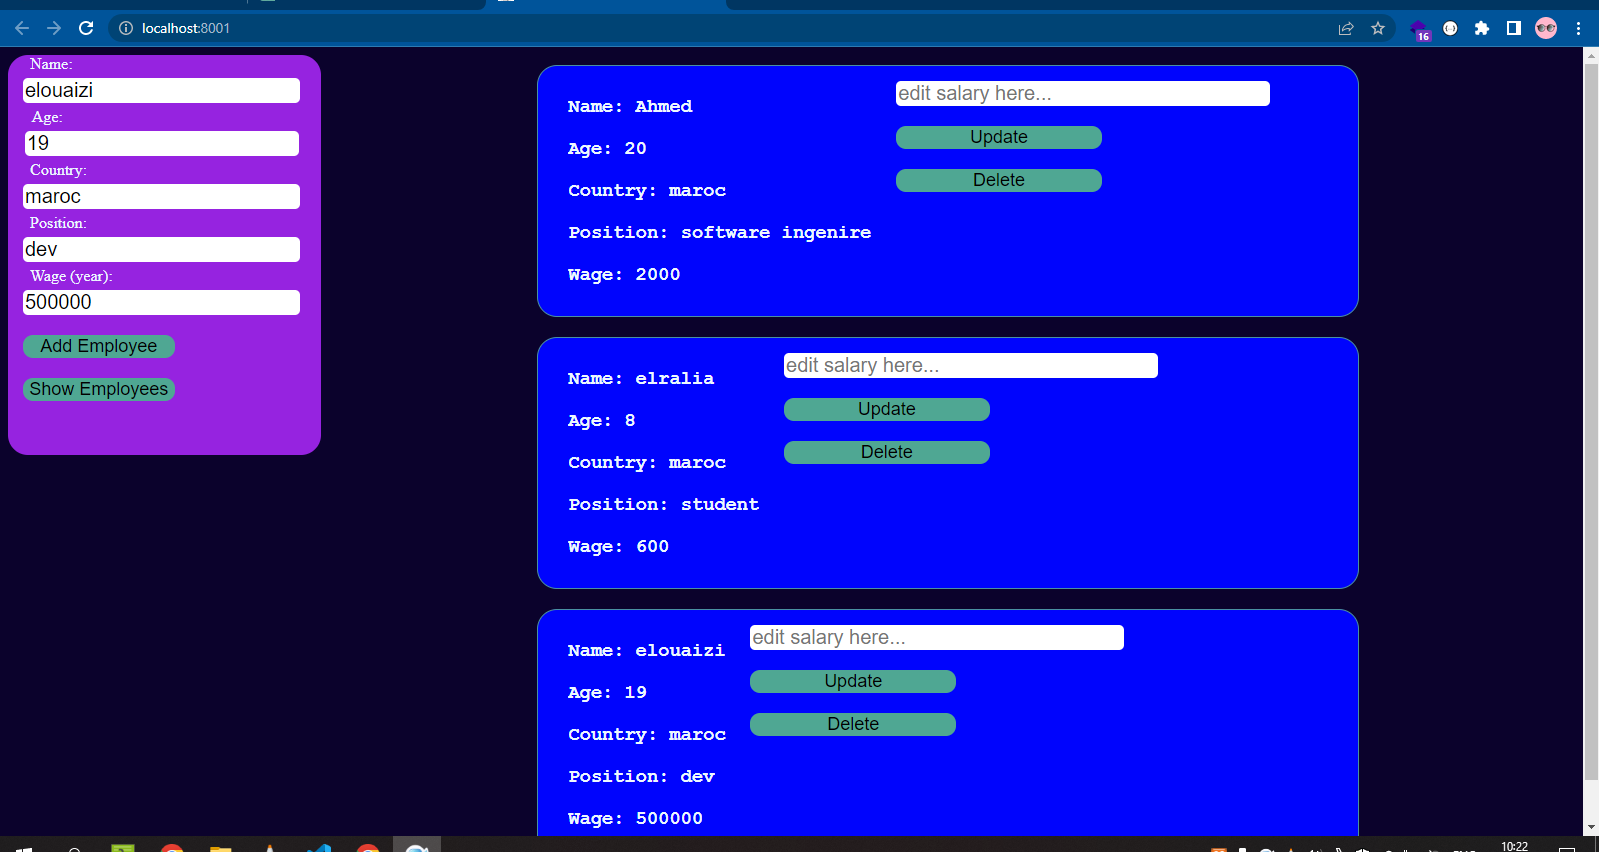 localhost:8001
16
Name:
elouaizi
Age:
19
Country:
maroc
Position:
dev
Wage (year):
500000
Add Employee
Show Employees
Name: Ahmed
Age: 20
Country: maroc
Position: software ingenire
Wage: 2000
edit salary here...
Update
Delete
Name: elralia
Age: 8
Country: maroc
Position: student
Wage: 600
edit salary here...
Update
Delete
Name: elouaizi
Age: 19
Country: maroc
Position: dev
Wage: 500000
edit salary here...
Update
Delete
10:22